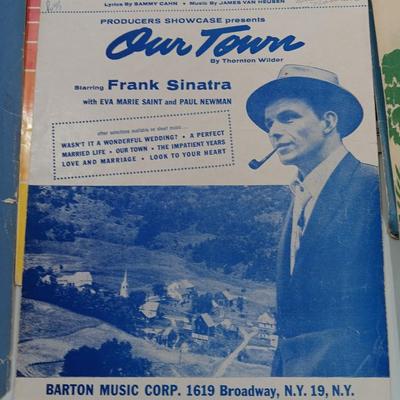 Lyrics By SAMMY CAHN • Music By JAMES VAN HEUSEN
PRODUCERS SHOWCASE presents
Our Town
By Thornton Wilder
Starring Frank Sinatra
with EVA MARIE SAINT and PAUL NEWMAN
other selections available on sheet music...
WASN'T IT A WONDERFUL WEDDING? • A PERFECT
MARRIED LIFE • OUR TOWN • THE IMPATIENT YEARS
LOVE AND MARRIAGE • LOOK TO YOUR HEART
BARTON MUSIC CORP. 1619 Broadway, N.Y. 19, N.Y.